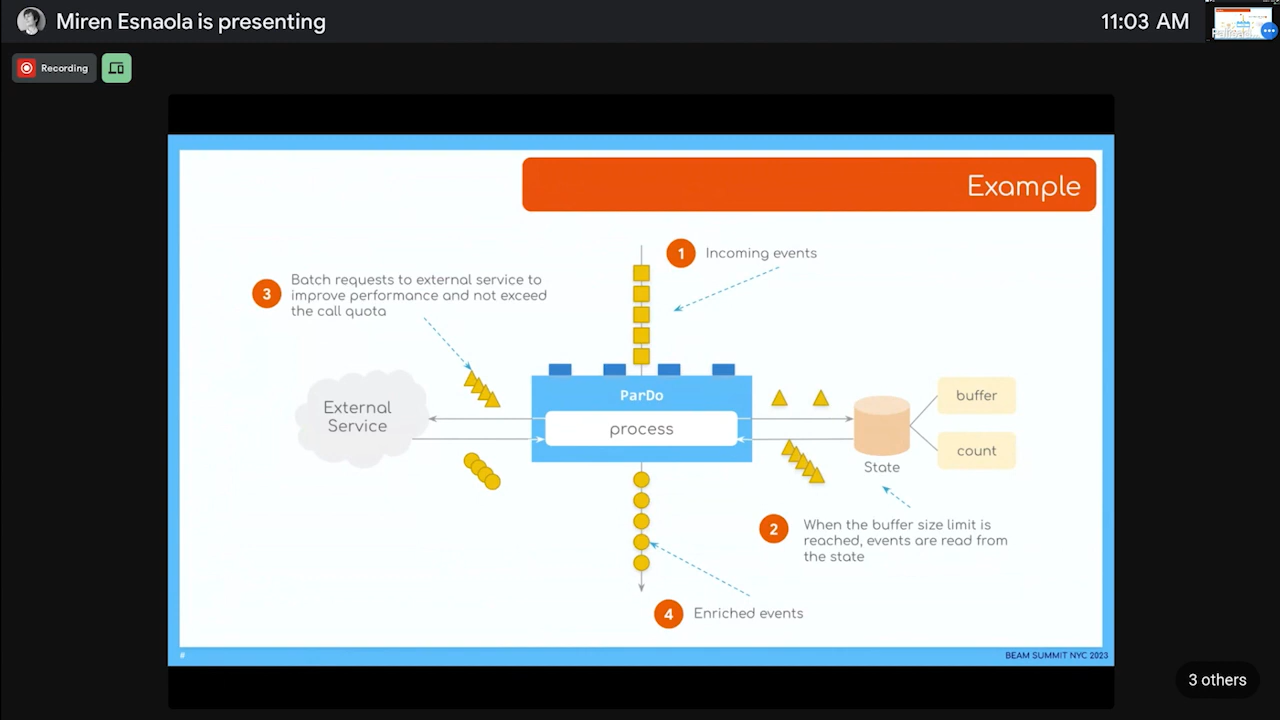 Miren Esnaola is presenting
11:03 AM
Recording
Example
1
Incoming events
3
Batch requests to external service to
improve performance and not exceed
the call quota
External
Service
ParDo
process
buffer
count
State
2
When the buffer size limit is
reached, events are read from
the state
4
Enriched events
#
BEAM SUMMIT NYC 2023
3 others